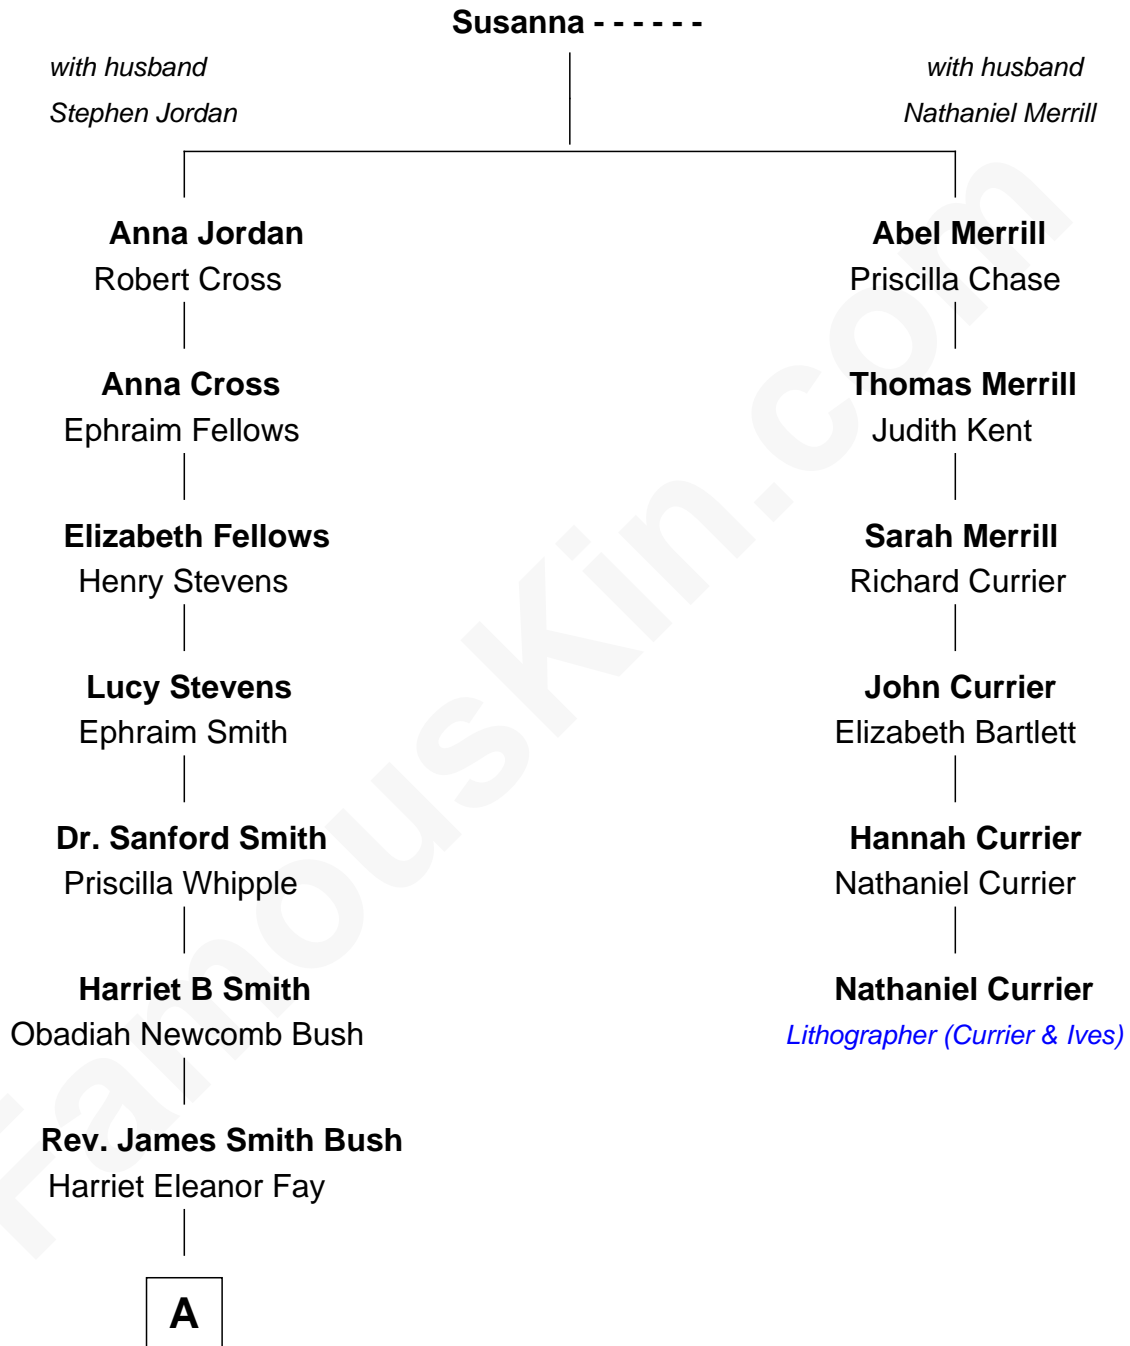 Susanna - - - - - -
with husband
Stephen Jordan
with husband
Nathaniel Merrill
Anna Jordan
Robert Cross
Abel Merrill
Priscilla Chase
Anna Cross
Ephraim Fellows
Thomas Merrill
Judith Kent
Elizabeth Fellows
Henry Stevens
Sarah Merrill
Richard Currier
Lucy Stevens
Ephraim Smith
John Currier
Elizabeth Bartlett
Dr. Sanford Smith
Priscilla Whipple
Hannah Currier
Nathaniel Currier
Harriet B Smith
Obadiah Newcomb Bush
Nathaniel Currier
Lithographer (Currier & Ives)
Rev. James Smith Bush
Harriet Eleanor Fay
A
FamousKin.com